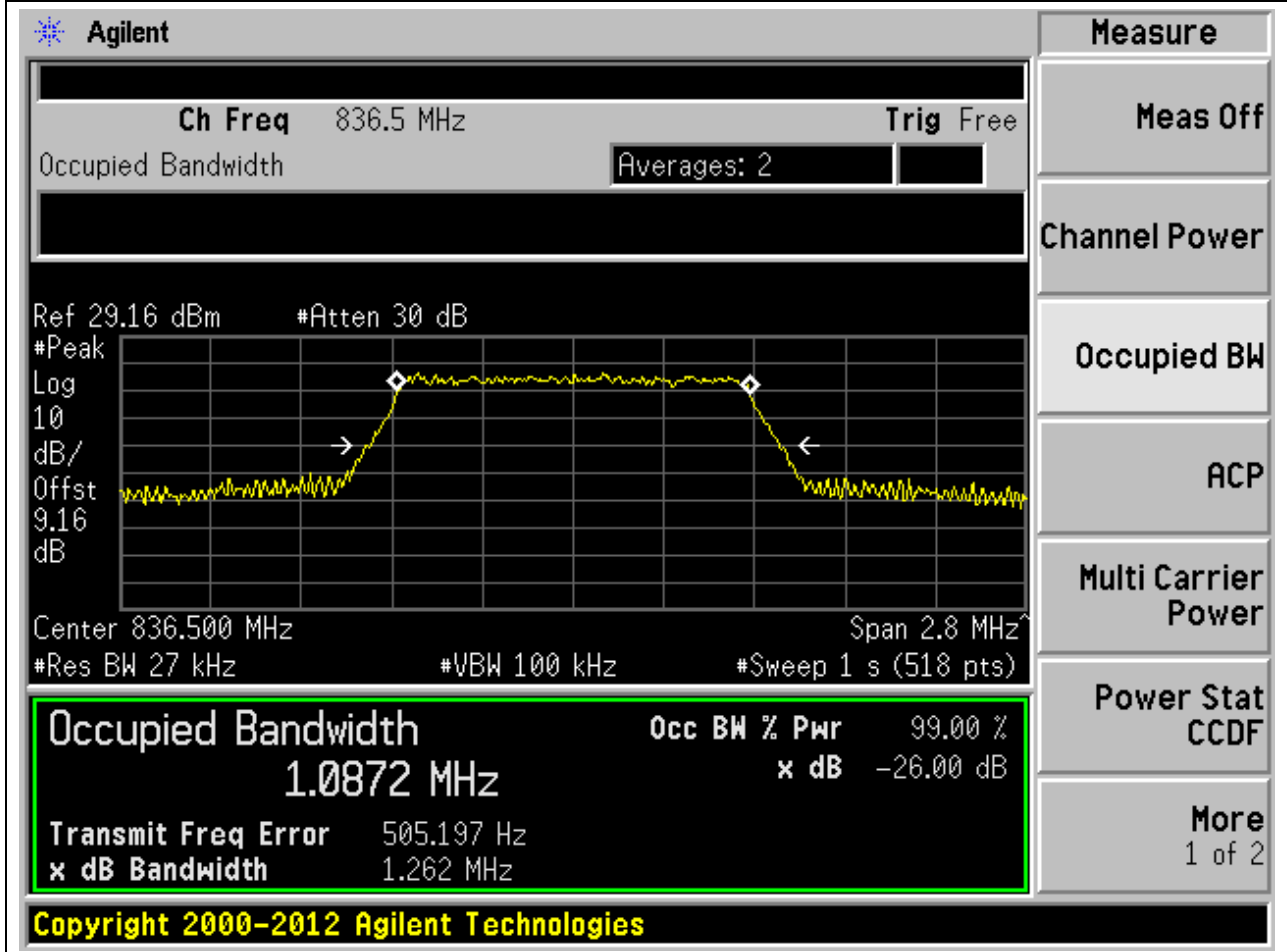 Agilent
Measure
Ch Freq 836.5 MHz Trig Free
Occupied Bandwidth Averages: 2
Meas Off
Channel Power
Occupied BW
ACP
Multi Carrier
Power
Power Stat
CCDF
More
1 of 2
Ref 29.16 dBm #Atten 30 dB
#Peak
Log
10
dB/
Offst
9.16
dB
Center 836.500 MHz Span 2.8 MHz^
#Res BW 27 kHz #VBW 100 kHz #Sweep 1 s (518 pts)
Occupied Bandwidth Occ BW % Pwr 99.00 %
1.0872 MHz x dB -26.00 dB
Transmit Freq Error 505.197 Hz
x dB Bandwidth 1.262 MHz
Copyright 2000-2012 Agilent Technologies